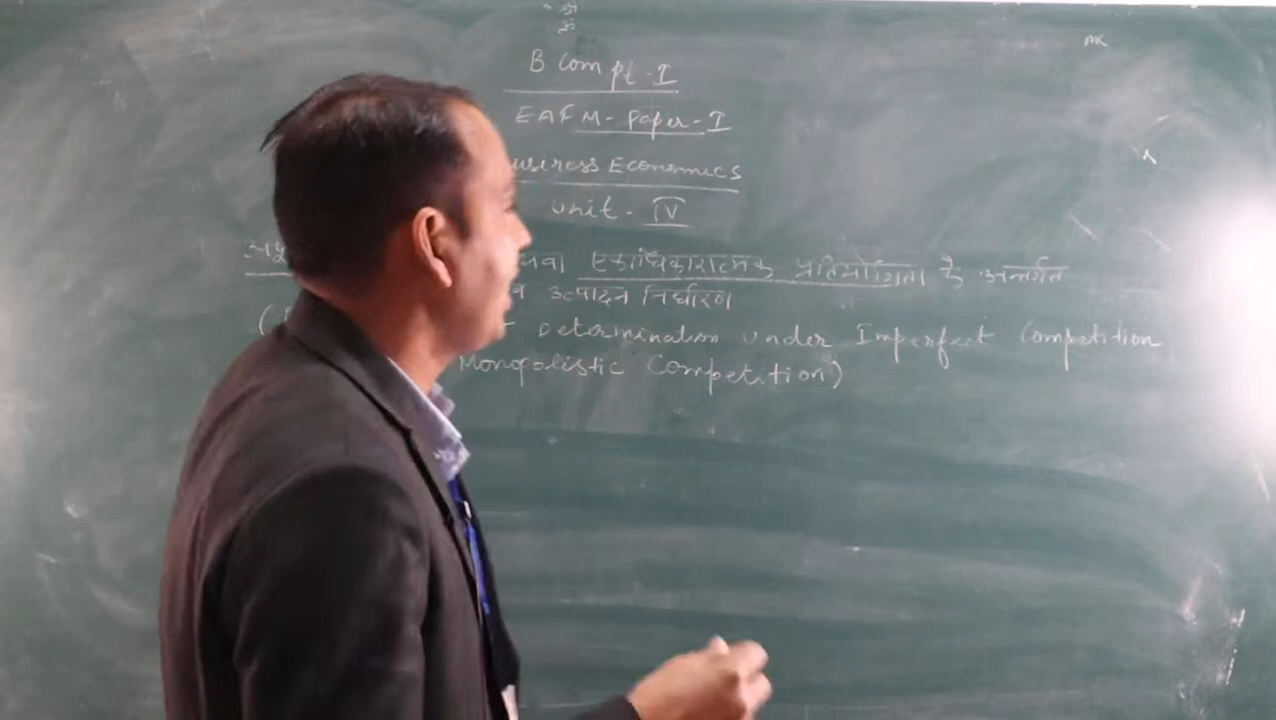 B Com pt - I
EAFM - Paper - I
usiness Economics
Unit - IV
एकाधिकारात्मक प्रतियोगिता के अन्तर्गत
उत्पादन निर्धारण
Determination under Imperfect Competition
Monopolistic Competition)